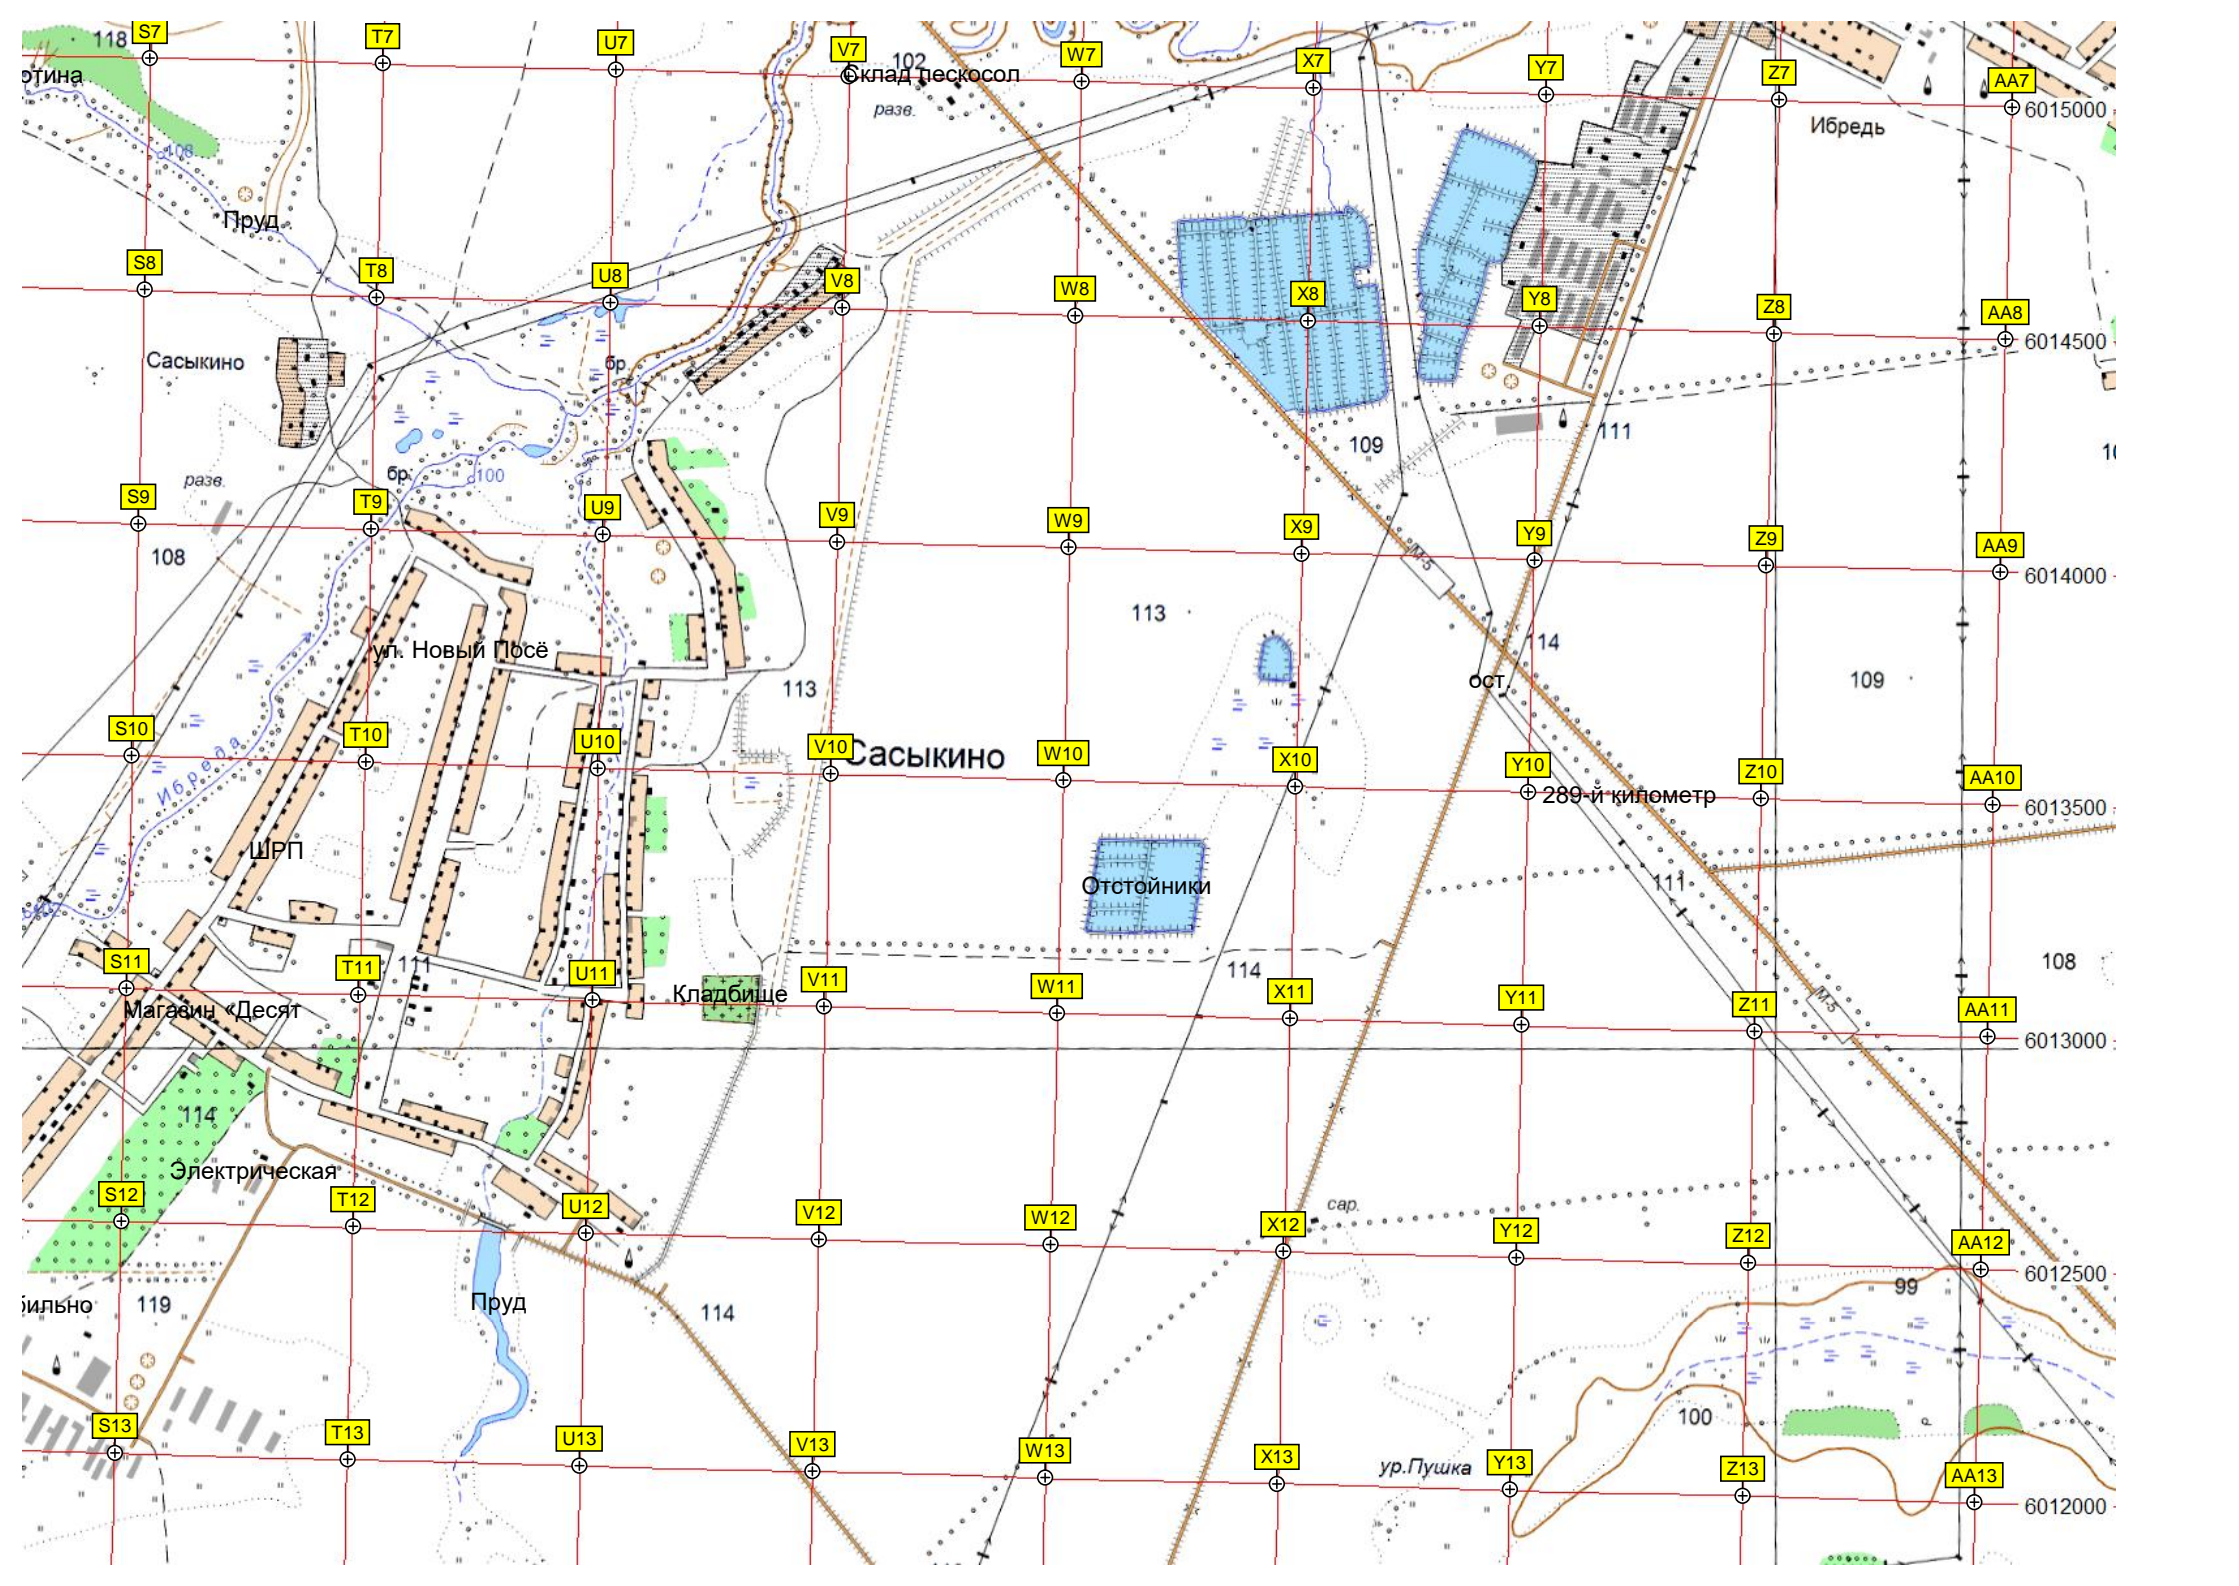 S7
T7
U7
V7
W7
X7
Y7
Z7
AA7
118
102
отина
Склад пескосол
разв.
6015000
Ибредь
108
Пруд
S8
T8
U8
V8
W8
X8
Y8
Z8
AA8
6014500
Сасыкино
бр.
109
111
разв.
бр.
100
S9
T9
U9
V9
W9
X9
Y9
Z9
AA9
108
М-5
6014000
113
114
ул. Новый Посё
113
ост.
109
S10
T10
U10
V10
W10
X10
Y10
Z10
AA10
Ибреда
Сасыкино
289-й километр
6013500
ШРП
Отстойники
111
S11
T11
U11
V11
W11
X11
Y11
Z11
AA11
111
114
108
Магазин «Десят
Кладбище
М-5
6013000
114
Электрическая
S12
T12
U12
V12
W12
X12
Y12
Z12
AA12
сар.
6012500
бильно
119
Пруд
114
99
100
S13
T13
U13
V13
W13
X13
Y13
Z13
AA13
ур.Пушка
6012000